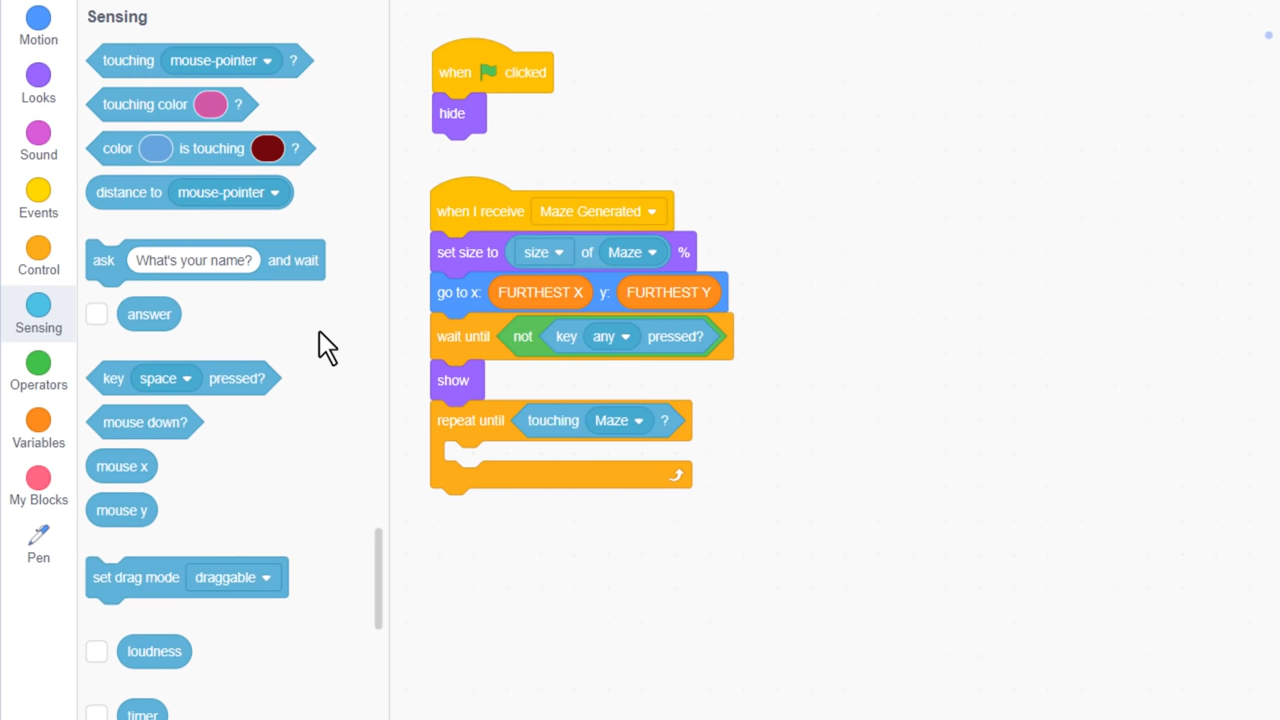 Sensing
Motion
Looks
Sound
Events
Control
Sensing
Operators
Variables
My Blocks
Pen
touching mouse-pointer ?
touching color ?
color is touching ?
distance to mouse-pointer
ask What's your name? and wait
answer
key space pressed?
mouse down?
mouse x
mouse y
set drag mode draggable
loudness
timer
when clicked
hide
when I receive Maze Generated
set size to size of Maze %
go to x: FURTHEST X y: FURTHEST Y
wait until not key any pressed?
show
repeat until touching Maze ?